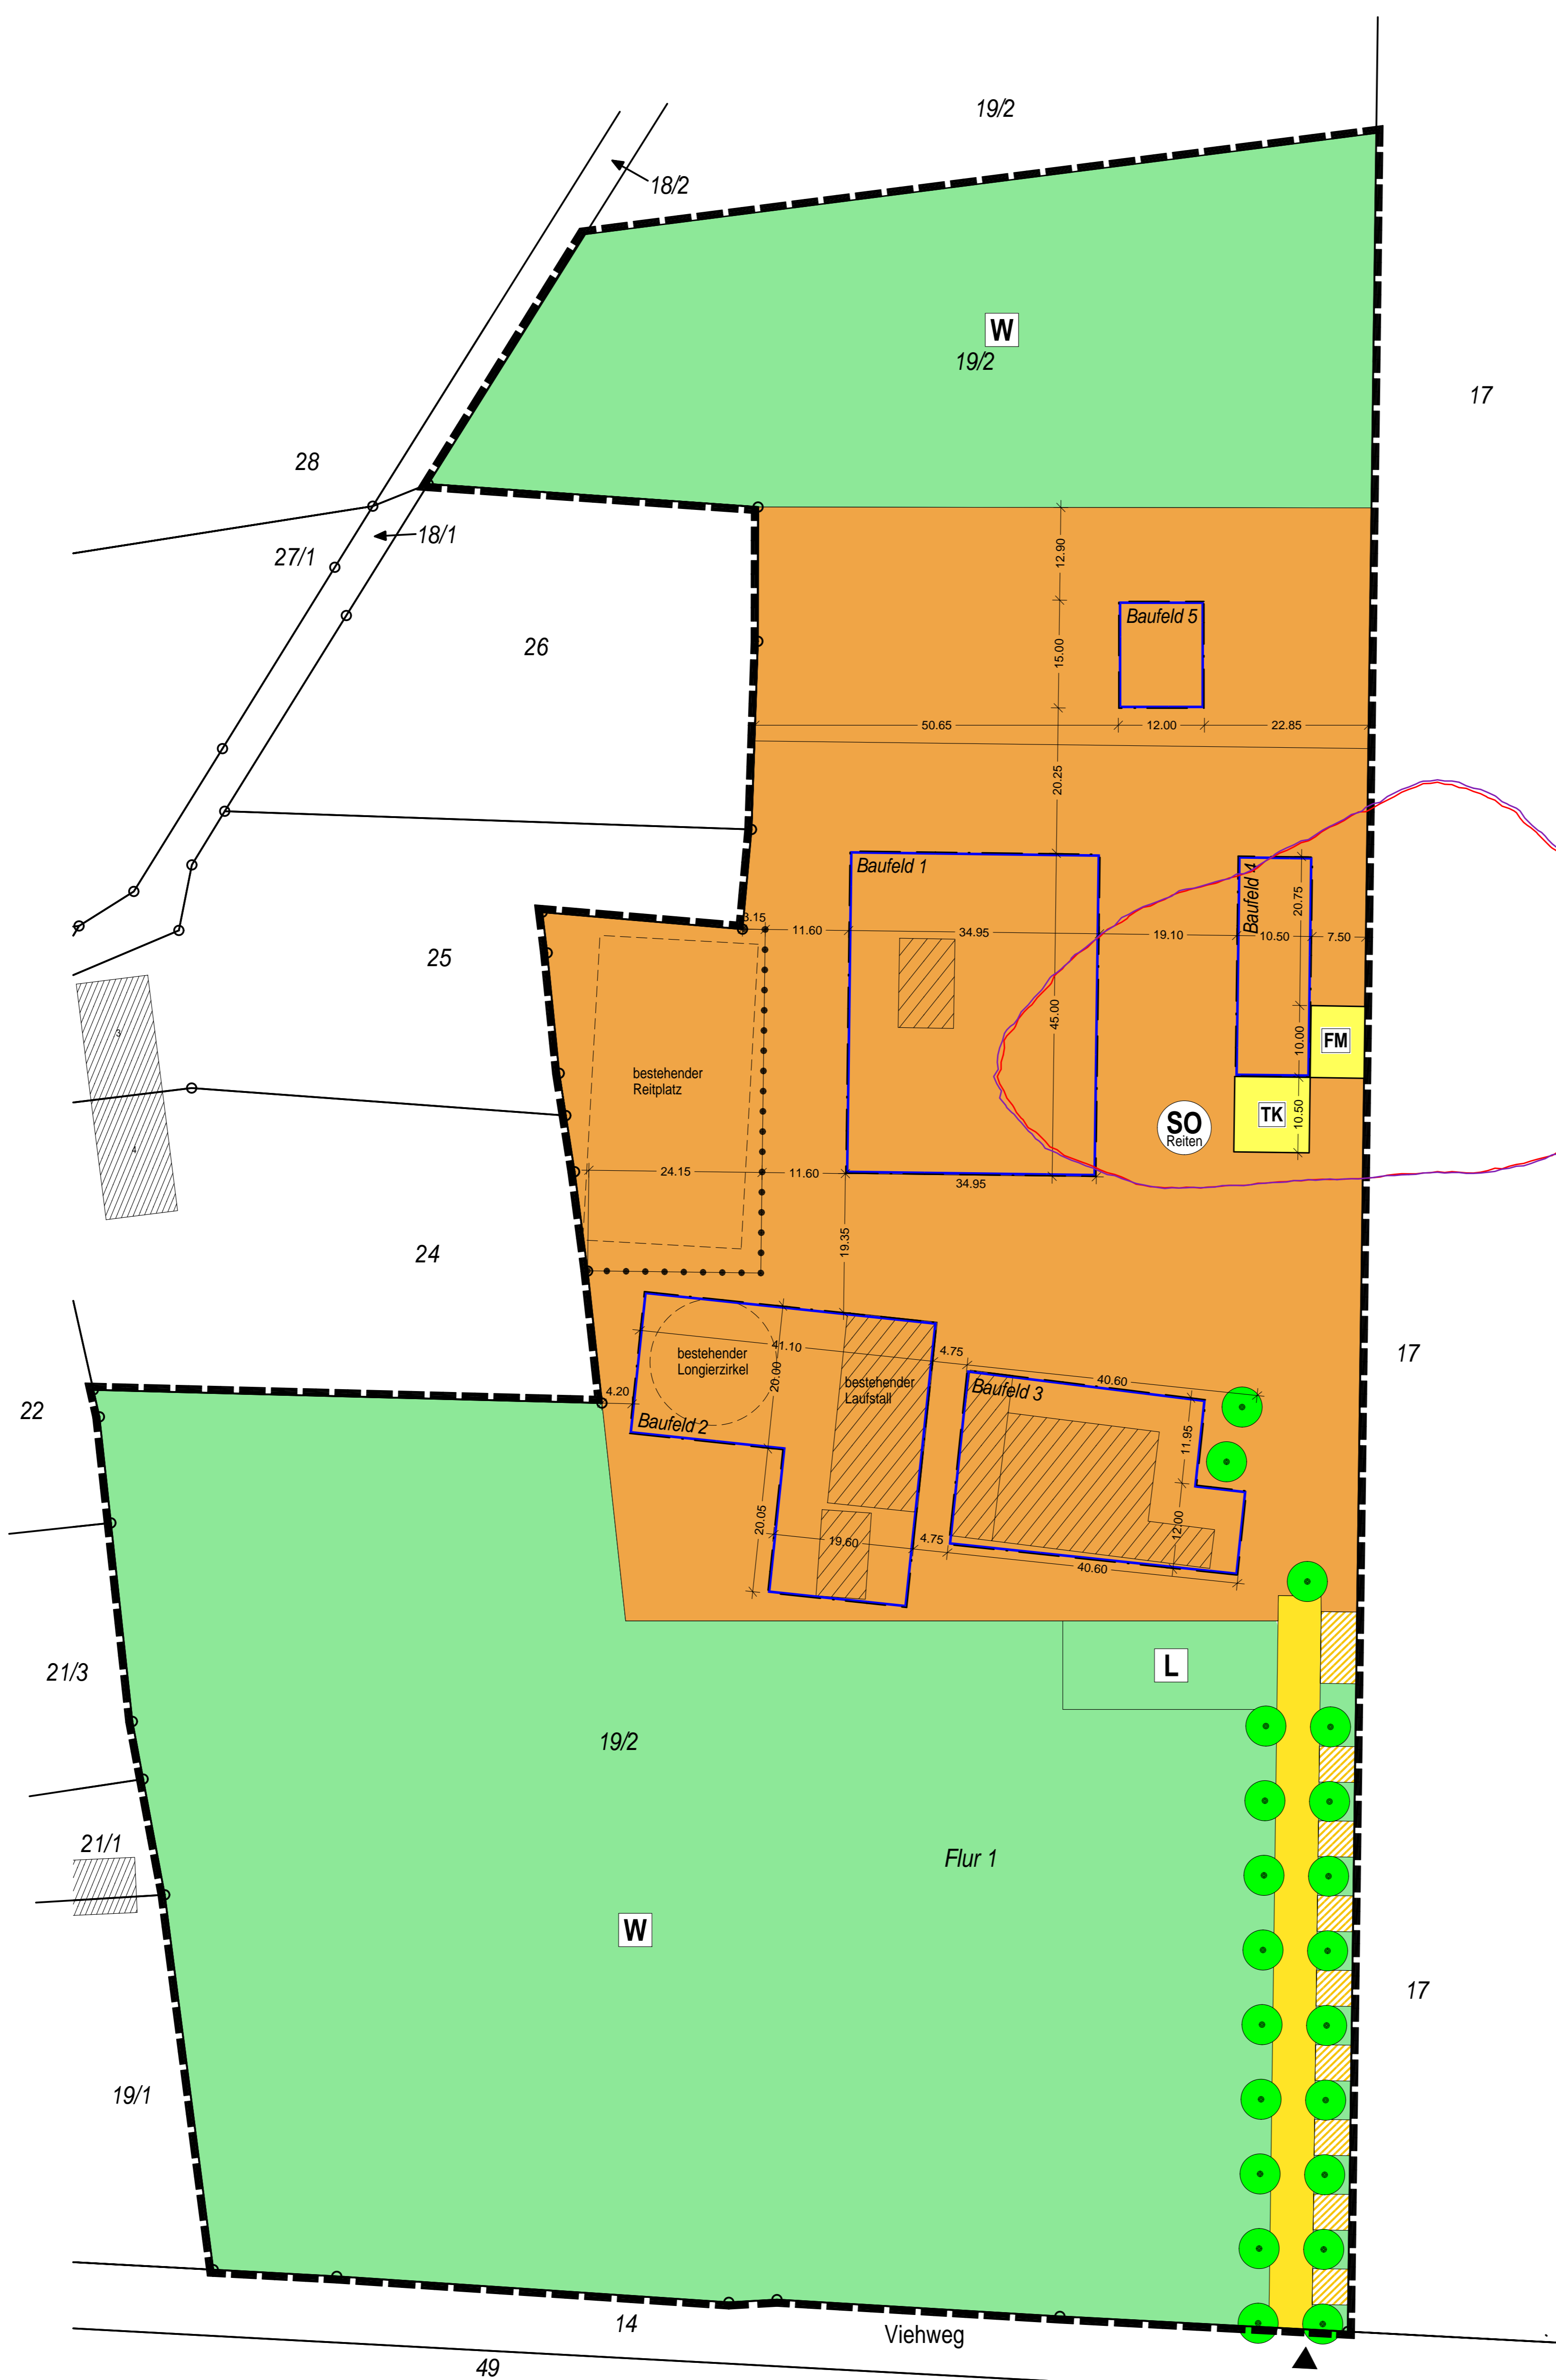 19/2
18/2
W
19/2
17
28
18/1
27/1
12.90
26
Baufeld 5
15.00
50.65
12.00
22.85
20.25
Baufeld 1
Baufeld 4
20.75
3.15
11.60
34.95
19.10
10.50
7.50
25
45.00
3
10.00
FM
bestehender
Reitplatz
TK
10.50
SO
Reiten
4
24.15
11.60
34.95
19.35
24
41.10
bestehender
Longierzirkel
20.00
4.75
17
bestehender
Laufstall
40.60
Baufeld 3
4.20
22
Baufeld 2
11.95
20.05
19.60
4.75
12.00
40.60
L
21/3
19/2
21/1
Flur 1
W
17
19/1
14
Viehweg
49